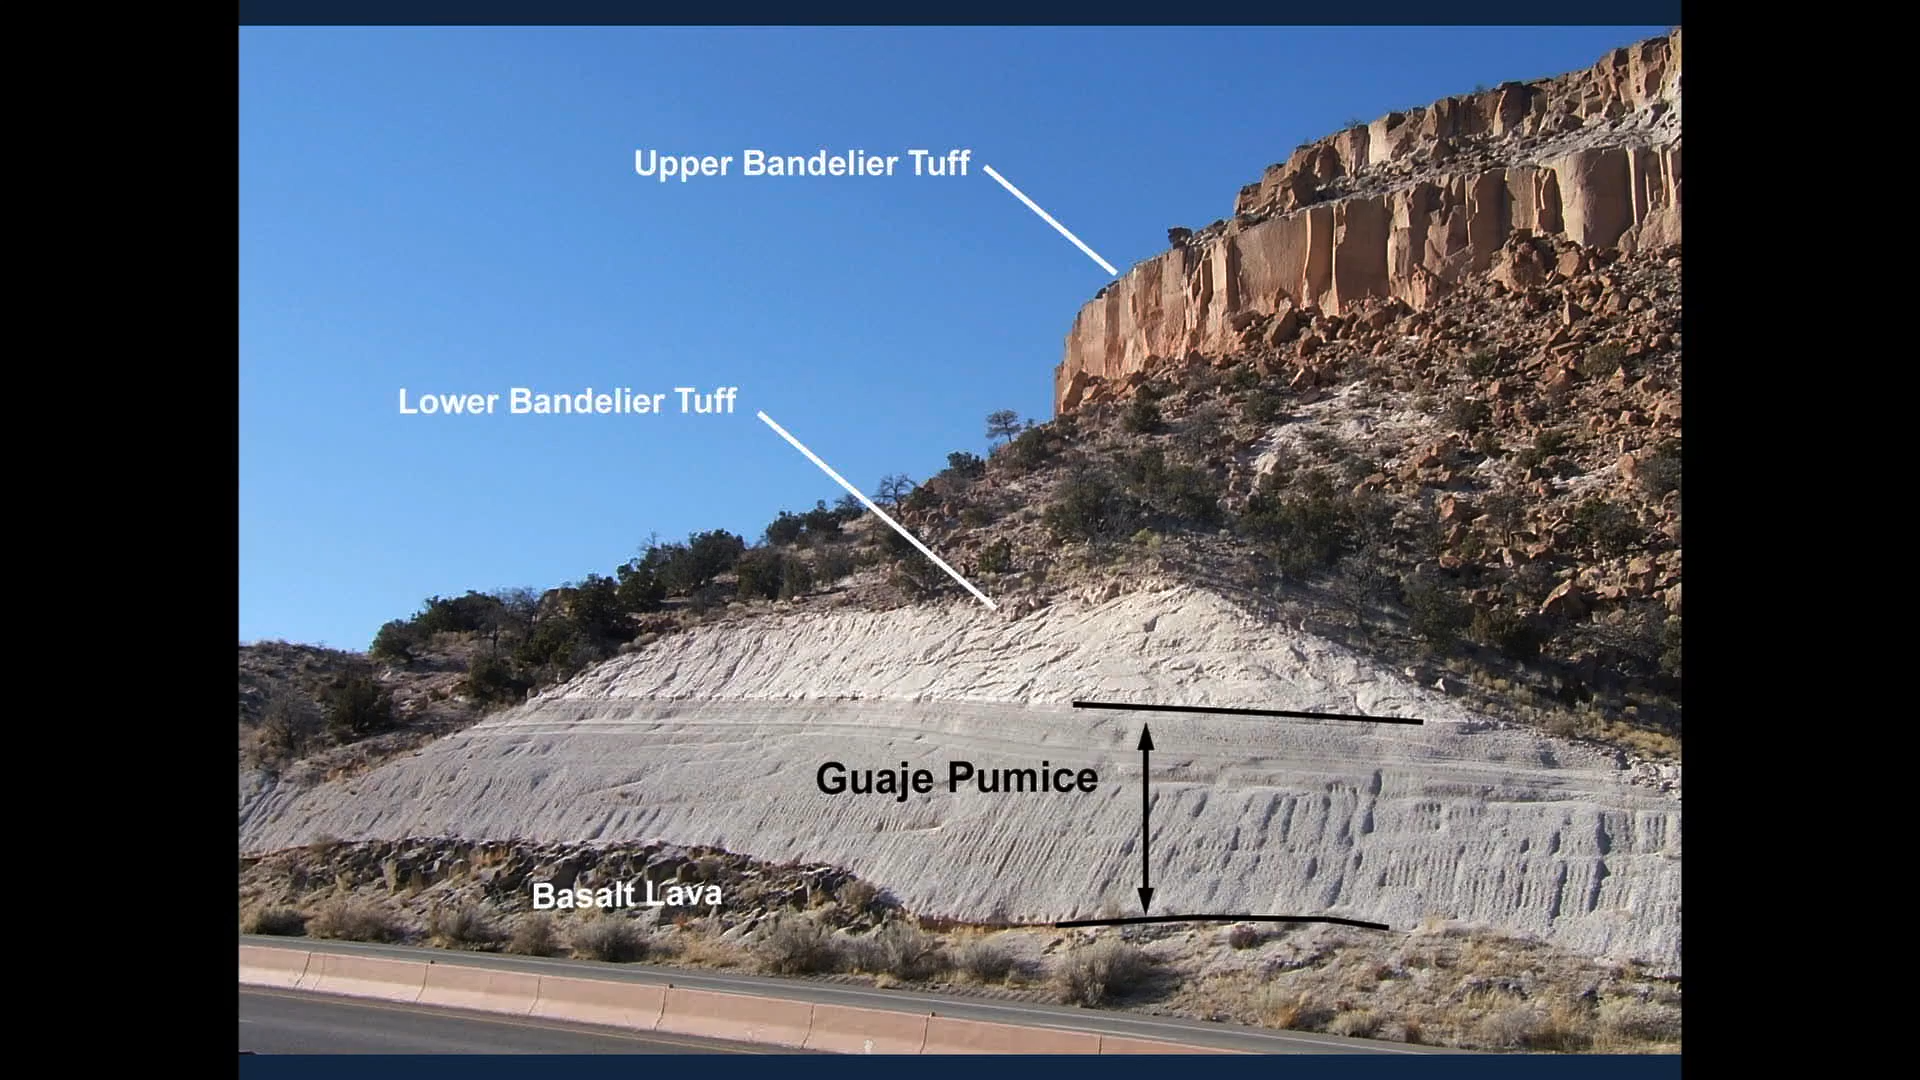 Upper Bandelier Tuff
Lower Bandelier Tuff
Guaje Pumice
Basalt Lava